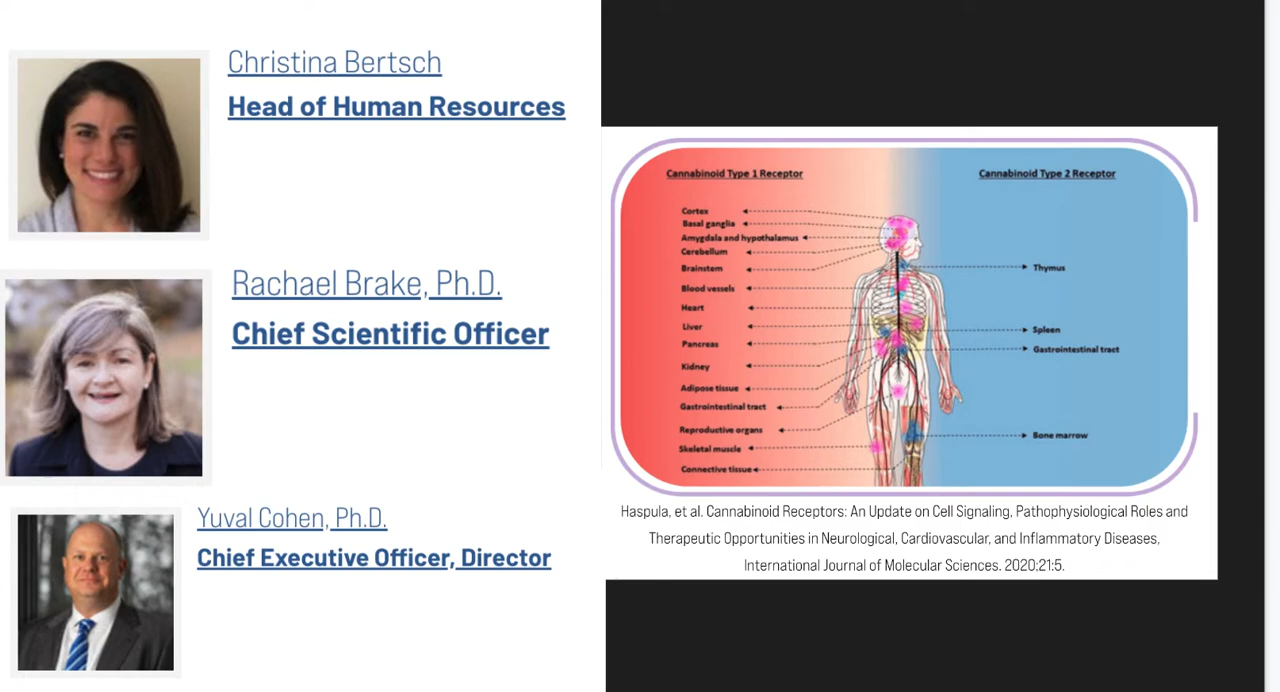 Christina Bertsch
Head of Human Resources
Rachael Brake, Ph.D.
Chief Scientific Officer
Yuval Cohen, Ph.D.
Chief Executive Officer, Director
Cannabinoid Type 1 Receptor
Cortex
Basal ganglia
Amygdala and hypothalamus
Cerebellum
Brainstem
Blood vessels
Heart
Liver
Pancreas
Kidney
Adipose tissue
Gastrointestinal tract
Reproductive organs
Skeletal muscle
Connective tissue
Cannabinoid Type 2 Receptor
Thymus
Spleen
Gastrointestinal tract
Bone marrow
Haspula, et al. Cannabinoid Receptors: An Update on Cell Signaling, Pathophysiological Roles and
Therapeutic Opportunities in Neurological, Cardiovascular, and Inflammatory Diseases,
International Journal of Molecular Sciences. 2020;21:5.